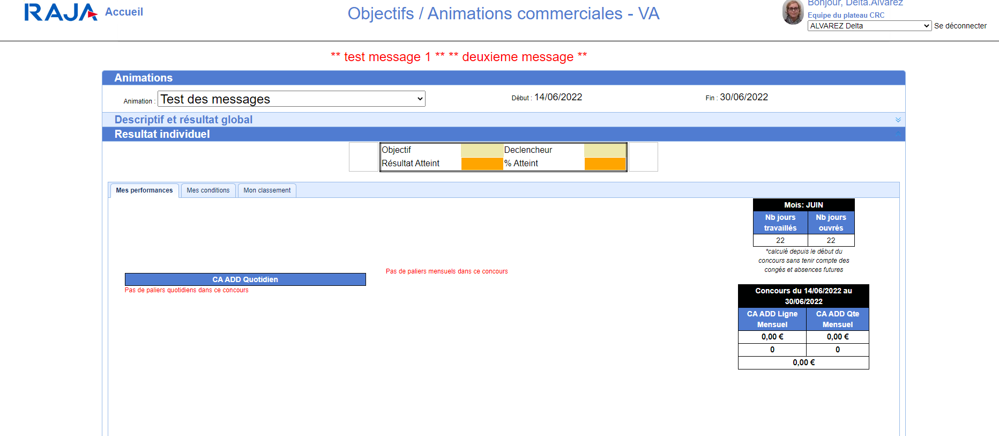 RAJA Accueil
Objectifs / Animations commerciales - VA
Bonjour, Delta.Alvarez
Equipe du plateau CRC
ALVAREZ Delta Se déconnecter
** test message 1 ** ** deuxieme message **
Animations
Animation : Test des messages Début : 14/06/2022 Fin : 30/06/2022
Descriptif et résultat global
Resultat individuel
Objectif Declencheur
Résultat Atteint % Atteint
Mes performances Mes conditions Mon classement
Mois: JUIN
Nb jours travaillés Nb jours ouvrés
22 22
*calculé depuis le début du
concours sans tenir compte des
congés et absences futures
Pas de paliers mensuels dans ce concours
CA ADD Quotidien
Pas de paliers quotidiens dans ce concours
Concours du 14/06/2022 au
30/06/2022
CA ADD Ligne Mensuel CA ADD Qte Mensuel
0,00 € 0,00 €
0 0
0,00 €